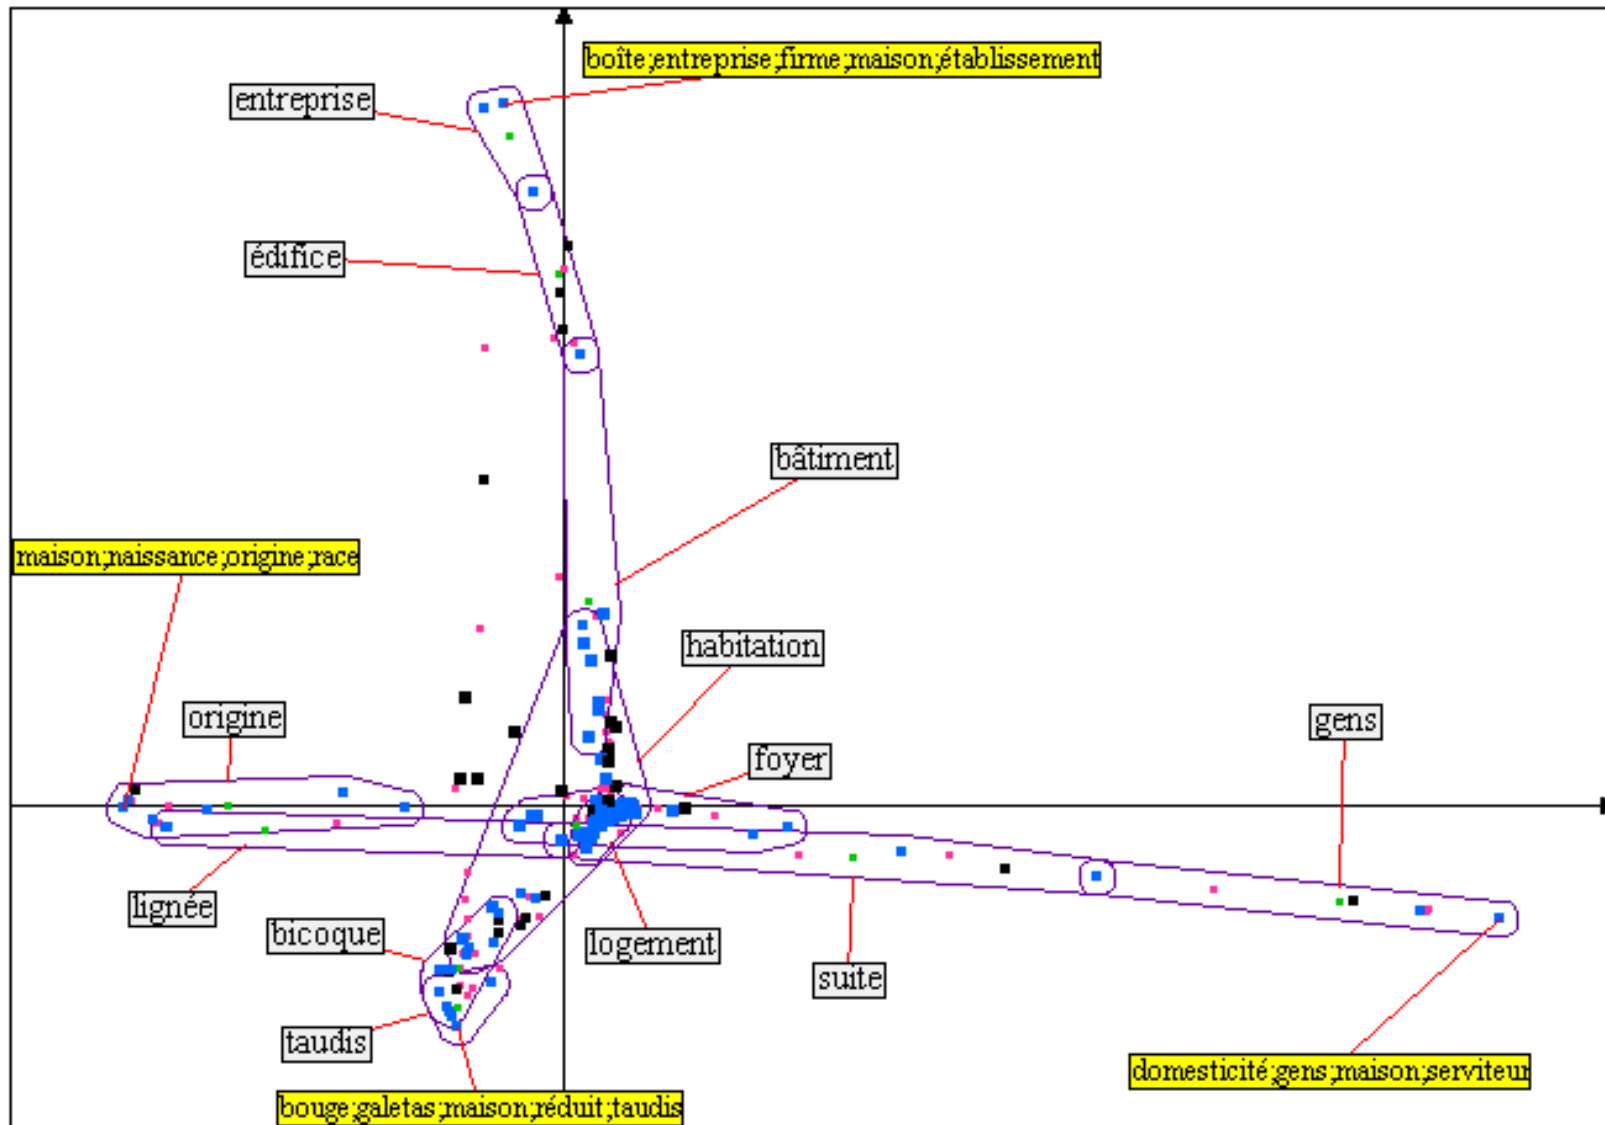 boîte;entreprise;firme;maison;établissement
entreprise
édifice
bâtiment
maison;naissance;origine;race
habitation
origine
gens
foyer
lignée
bicoque
logement
suite
taudis
domesticité;gens;maison;serviteur
bouge;galetas;maison;réduit;taudis